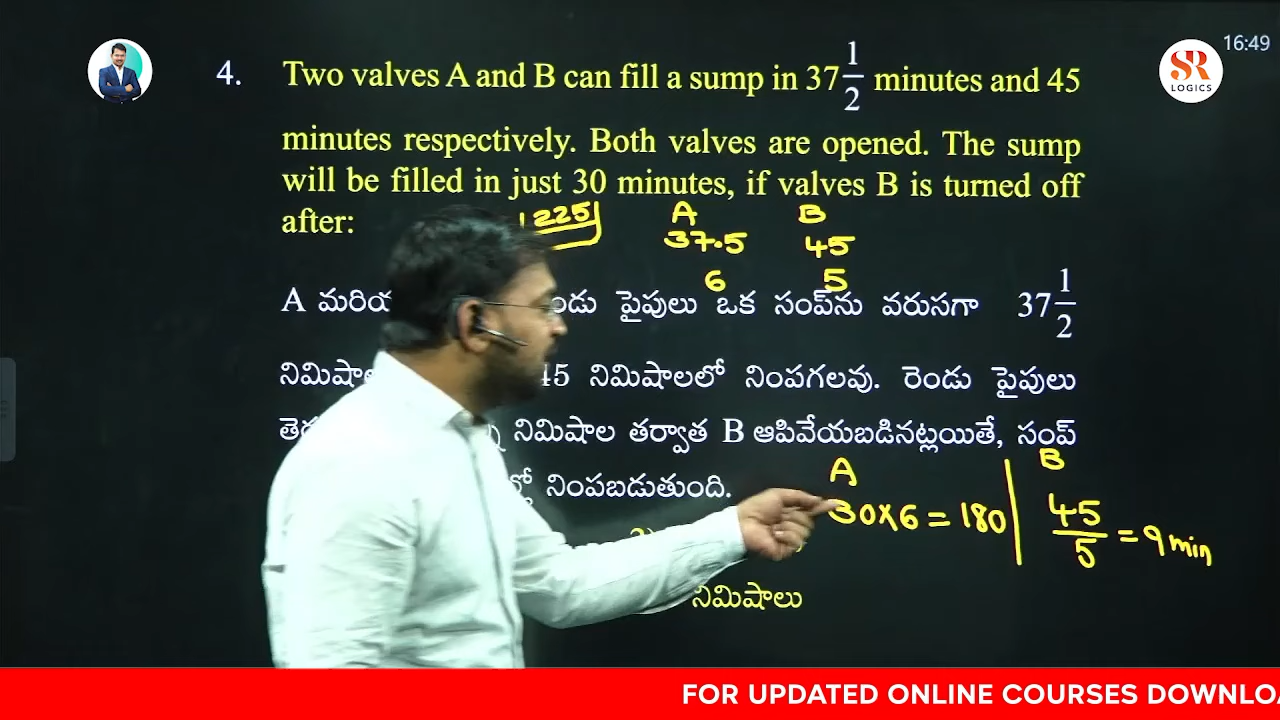 16:49
SR
LOGICS
4. Two valves A and B can fill a sump in 37 1/2 minutes and 45
minutes respectively. Both valves are opened. The sump
will be filled in just 30 minutes, if valves B is turned off
after:
225 A B
37.5 45
6 5
A మరియ ండు పైపులు ఒక సంప్‌ను వరుసగా 37 1/2
నిమిషాల 45 నిమిషాలలో నింపగలవు. రెండు పైపులు
నిమిషాల తర్వాత B ఆపివేయబడినట్లయితే, సంప్
నింపబడుతుంది.
A B
30x6=180 45/5 = 9 min
నిమిషాలు
FOR UPDATED ONLINE COURSES DOWNLOA